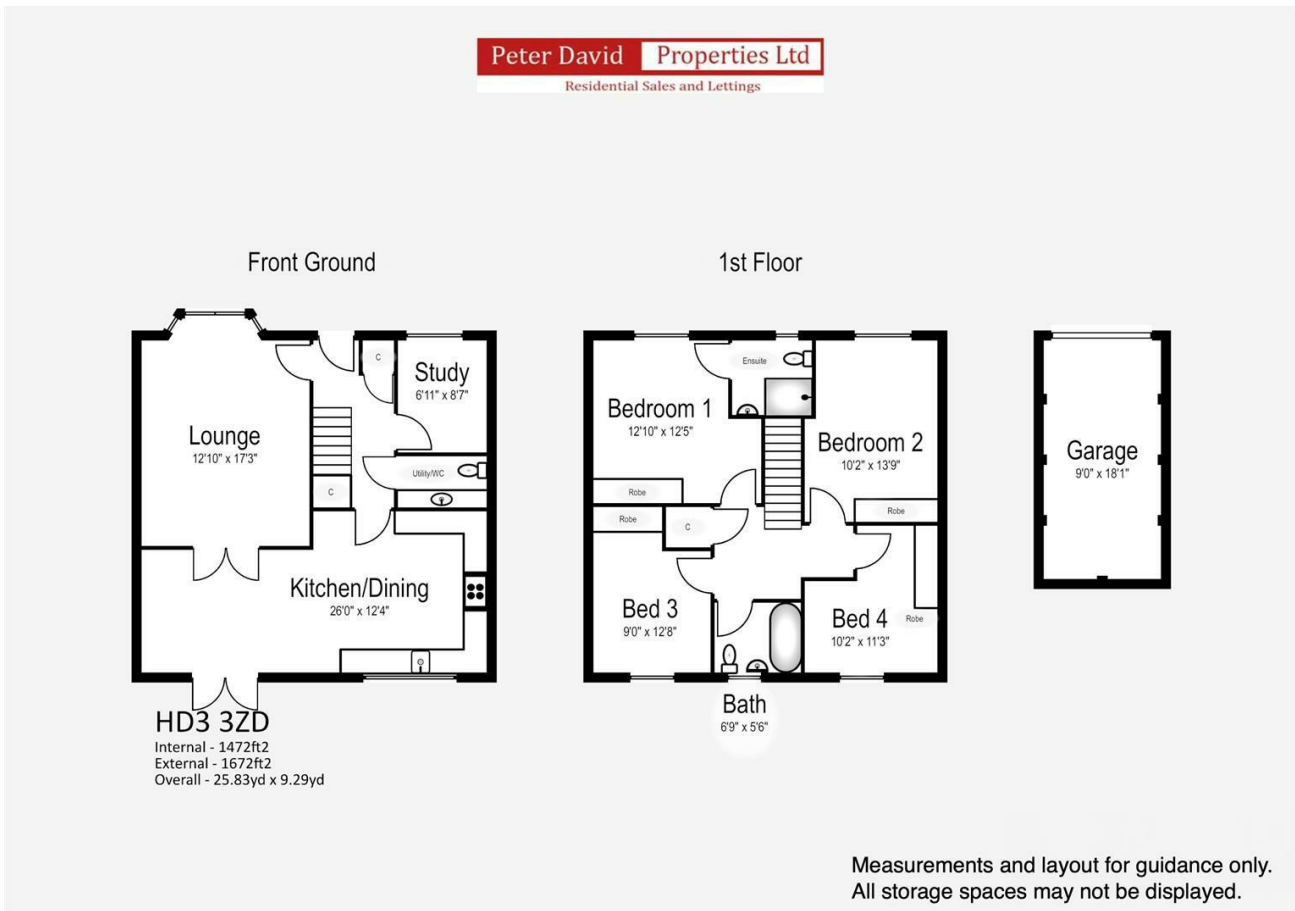 Peter David Properties Ltd
Residential Sales and Lettings
Front Ground
1st Floor
C
Study
6'11" x 8'7"
Lounge
12'10" x 17'3"
Utility/WC
C
Kitchen/Dining
26'0" x 12'4"
Ensuite
Bedroom 1
12'10" x 12'5"
Bedroom 2
10'2" x 13'9"
Robe
Robe
Robe
C
Bed 3
9'0" x 12'8"
Bed 4
10'2" x 11'3"
Robe
Bath
6'9" x 5'6"
Garage
9'0" x 18'1"
HD3 3ZD
Internal - 1472ft2
External - 1672ft2
Overall - 25.83yd x 9.29yd
Measurements and layout for guidance only.
All storage spaces may not be displayed.